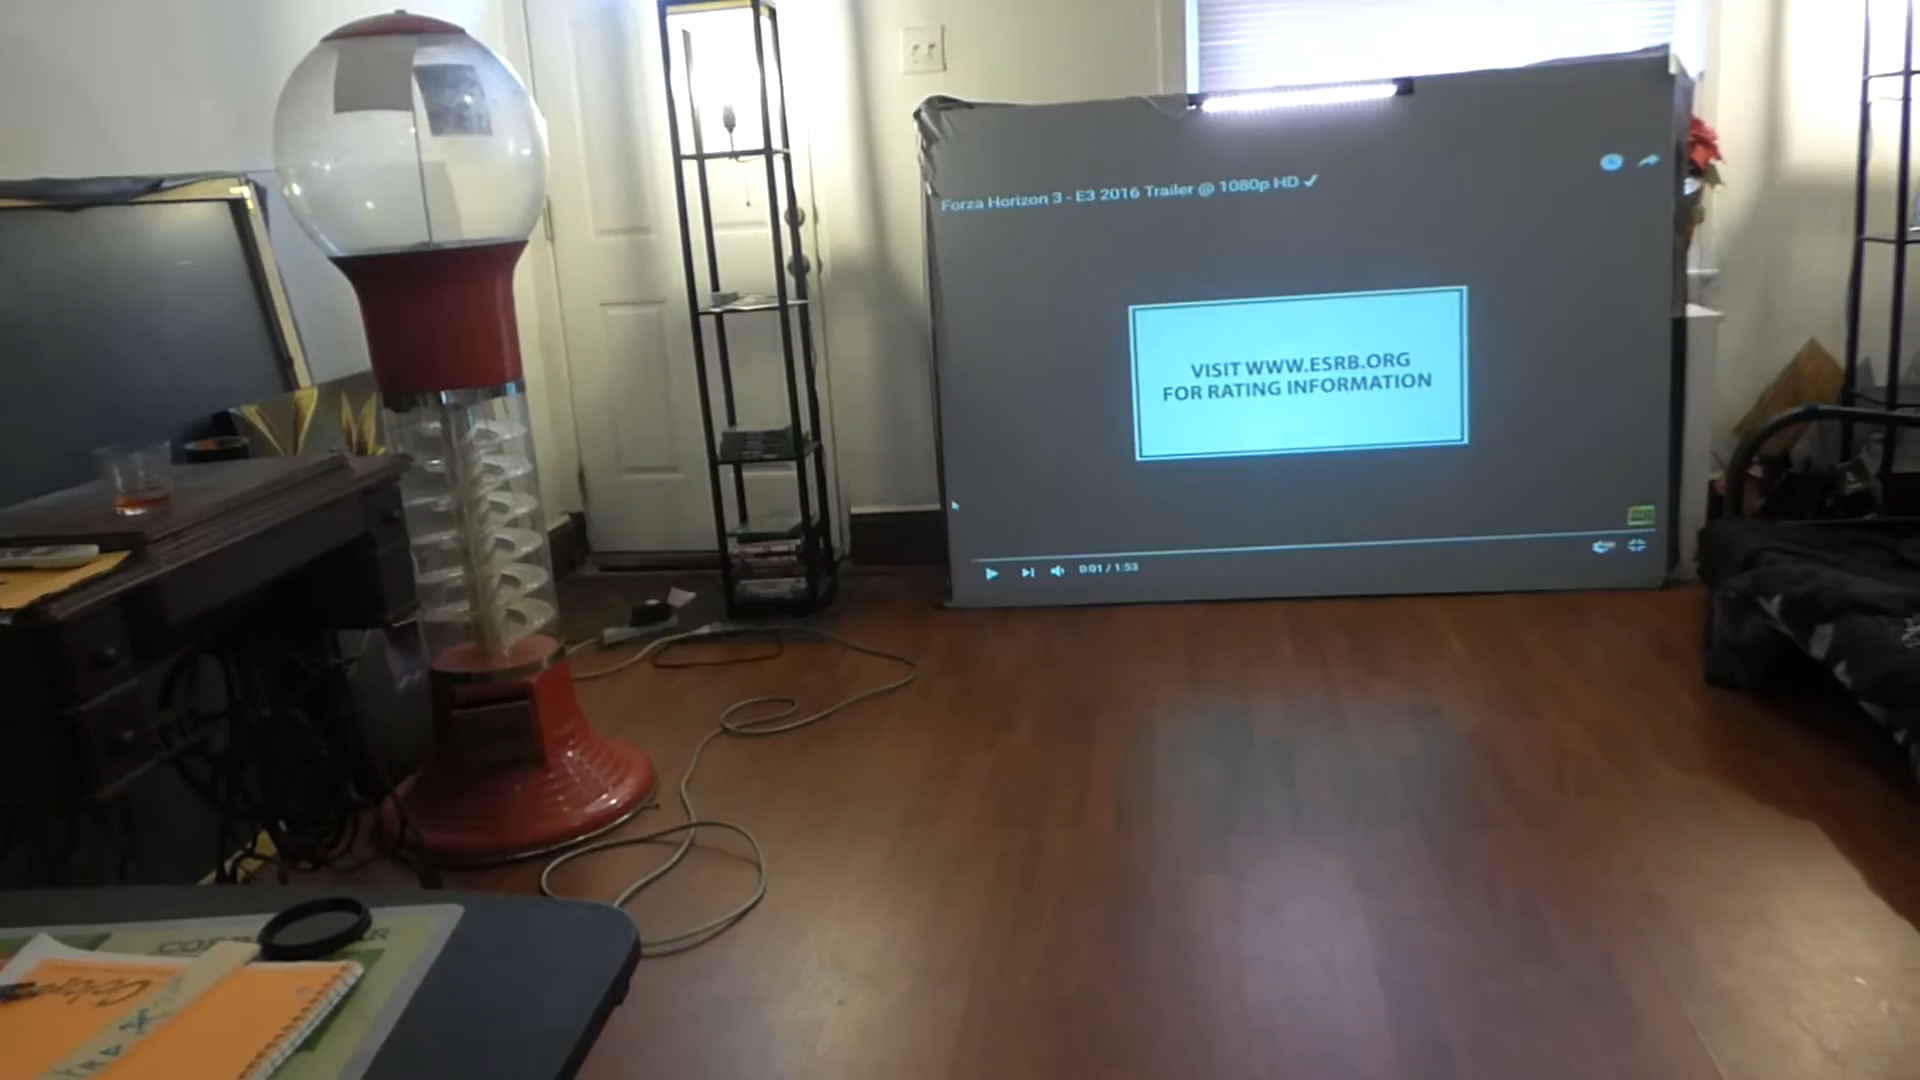 Forza Horizon 3 - E3 2016 Trailer @ 1080p HD ✓
VISIT WWW.ESRB.ORG
FOR RATING INFORMATION
0:01 / 1:53